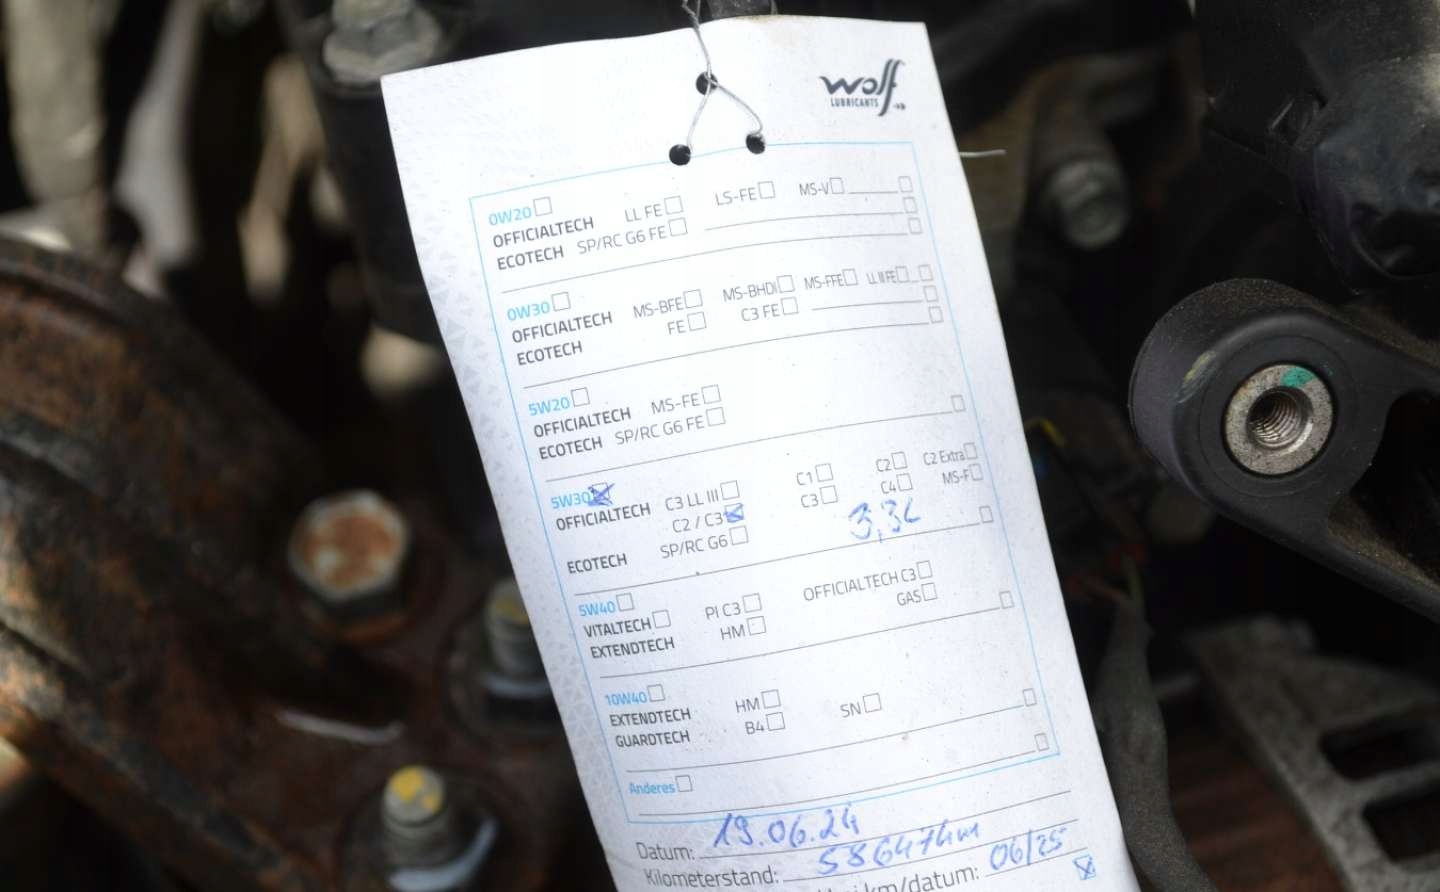 wolf
LUBRICANTS
0W20
OFFICIALTECH LL FE LS-FE MS-V
ECOTECH SP/RC G6 FE
0W30
OFFICIALTECH MS-BFE MS-BHDI MS-FFE LL III FE
ECOTECH FE C3 FE
5W20
OFFICIALTECH MS-FE
ECOTECH SP/RC G6 FE
5W30
OFFICIALTECH C3 LL III C1 C2 C2 Extra
C2 / C3 C3 C4 MS-F
ECOTECH SP/RC G6 3,3L
5W40
VITALTECH PI C3 OFFICIALTECH C3
EXTENDTECH HM GAS
10W40
EXTENDTECH HM SN
GUARDTECH B4
Anderes
Datum: 19.06.24
Kilometerstand: 58647km
km/datum: 06/25